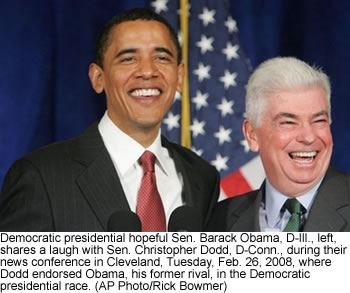 Democratic presidential hopeful Sen. Barack Obama, D-Ill., left,
shares a laugh with Sen. Christopher Dodd, D-Conn., during their
news conference in Cleveland, Tuesday, Feb. 26, 2008, where
Dodd endorsed Obama, his former rival, in the Democratic
presidential race. (AP Photo/Rick Bowmer)